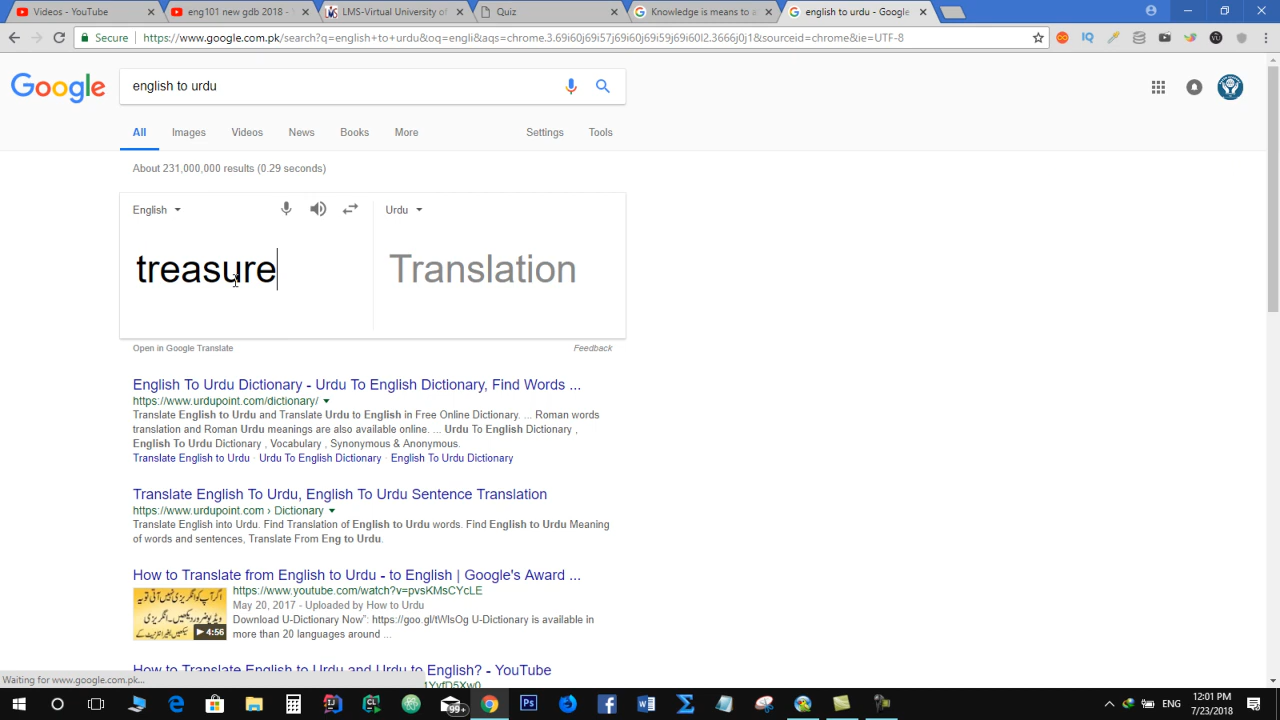 Videos - YouTube
eng101 new gdb 2018 -
LMS-Virtual University of
Quiz
Knowledge is means to a
english to urdu - Google
Secure
https://www.google.com.pk/search?q=english+to+urdu&oq=engli&aqs=chrome.3.69i60j69i57j69i60j69i59j69i60l2.3666j0j1&sourceid=chrome&ie=UTF-8
Google
english to urdu
All
Images
Videos
News
Books
More
Settings
Tools
About 231,000,000 results (0.29 seconds)
English
Urdu
treasure
Translation
Open in Google Translate
Feedback
English To Urdu Dictionary - Urdu To English Dictionary, Find Words ...
https://www.urdupoint.com/dictionary/
Translate English to Urdu and Translate Urdu to English in Free Online Dictionary. ... Roman words
translation and Roman Urdu meanings are also available online. ... Urdu To English Dictionary ,
English To Urdu Dictionary , Vocabulary , Synonymous & Anonymous.
Translate English to Urdu · Urdu To English Dictionary · English To Urdu Dictionary
Translate English To Urdu, English To Urdu Sentence Translation
https://www.urdupoint.com › Dictionary
Translate English into Urdu. Find Translation of English to Urdu words. Find English to Urdu Meaning
of words and sentences, Translate From Eng to Urdu.
How to Translate from English to Urdu - to English | Google's Award ...
https://www.youtube.com/watch?v=pvsKMsCYcLE
May 20, 2017 - Uploaded by How to Urdu
Download U-Dictionary Now": https://goo.gl/tWlsOg U-Dictionary is available in
more than 20 languages around ...
4:56
How to Translate English to Urdu and Urdu to English? - YouTube
Waiting for www.google.com.pk...
99+
ENG
12:01 PM
7/23/2018